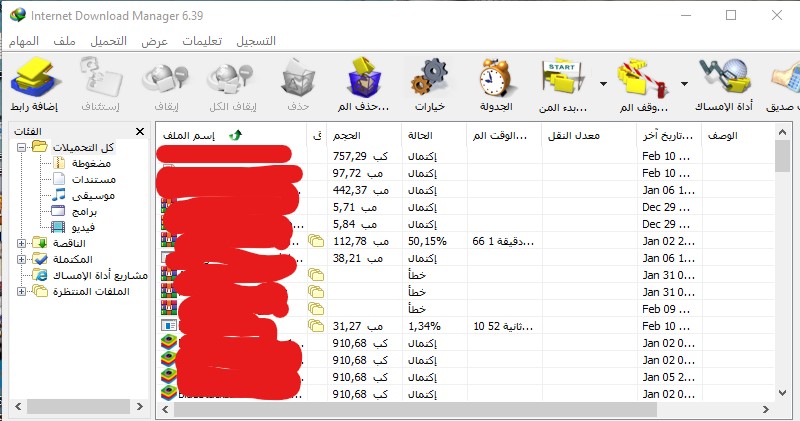 Internet Download Manager 6.39
المهام ملف التحميل عرض تعليمات التسجيل
إضافة رابط إستئناف إيقاف إيقاف الكل حذف حذف الم... خيارات الجدولة بدء المن... وقف الم... أداة الإمساك ب صديق
الفئات
كل التحميلات
مضغوطة
مستندات
موسيقى
برامج
فيديو
الناقصة
المكتملة
مشاريع أداة الإمساك
الملفات المنتظرة
إسم الملف ق الحجم الحالة الوقت الم... معدل النقل تاريخ آخر... الوصف
757,29 كب إكتمال Feb 10 ...
97,72 مب إكتمال Feb 10 ...
442,37 مب إكتمال Jan 06 1...
5,71 مب إكتمال Dec 29 ...
5,84 مب إكتمال Dec 29 ...
112,78 مب 50,15% 66 دقيقة 1... Jan 02 2...
38,21 مب إكتمال Jan 06 1...
خطأ Jan 31 0...
خطأ Jan 31 0...
خطأ Feb 09 ...
31,27 مب 1,34% 10 ثانية 52... Feb 10 ...
910,68 كب إكتمال Jan 02 0...
910,68 كب إكتمال Jan 02 0...
910,68 كب إكتمال Jan 05 2...
910,68 كب إكتمال Jan 02 0...